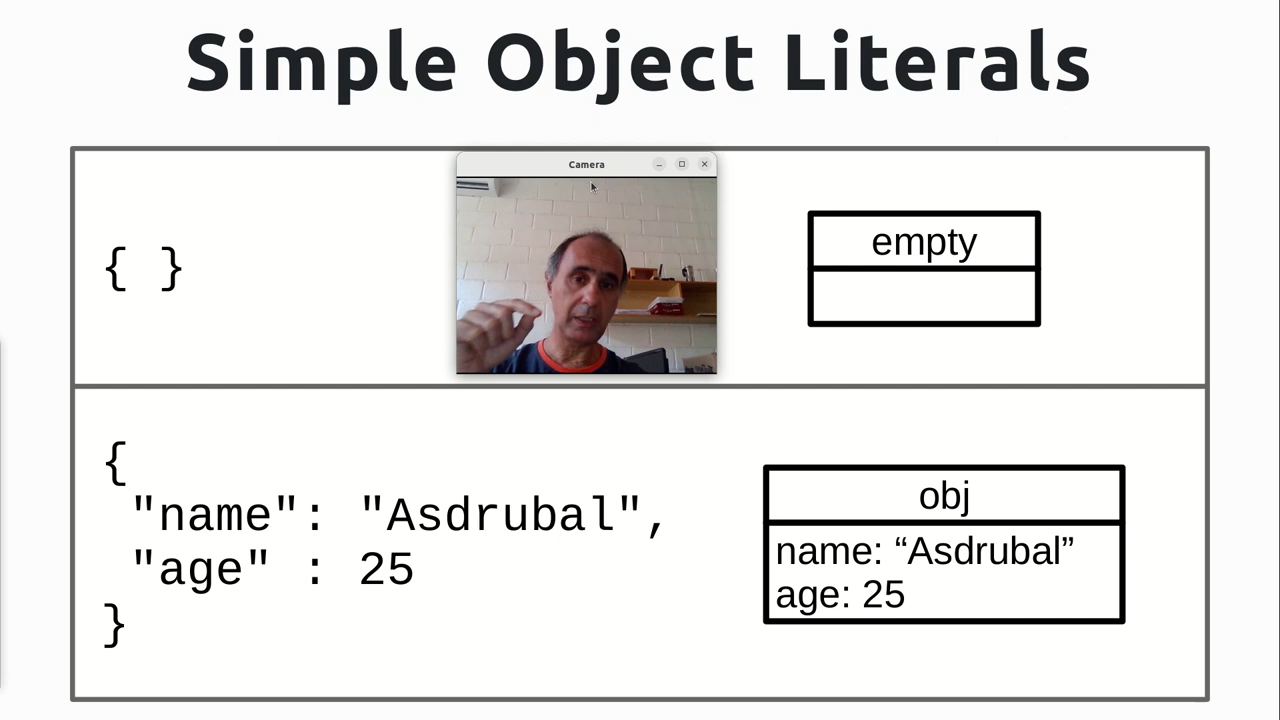 Simple Object Literals
Camera
{ }
empty
{
"name": "Asdrubal",
"age" : 25
}
obj
name: “Asdrubal”
age: 25